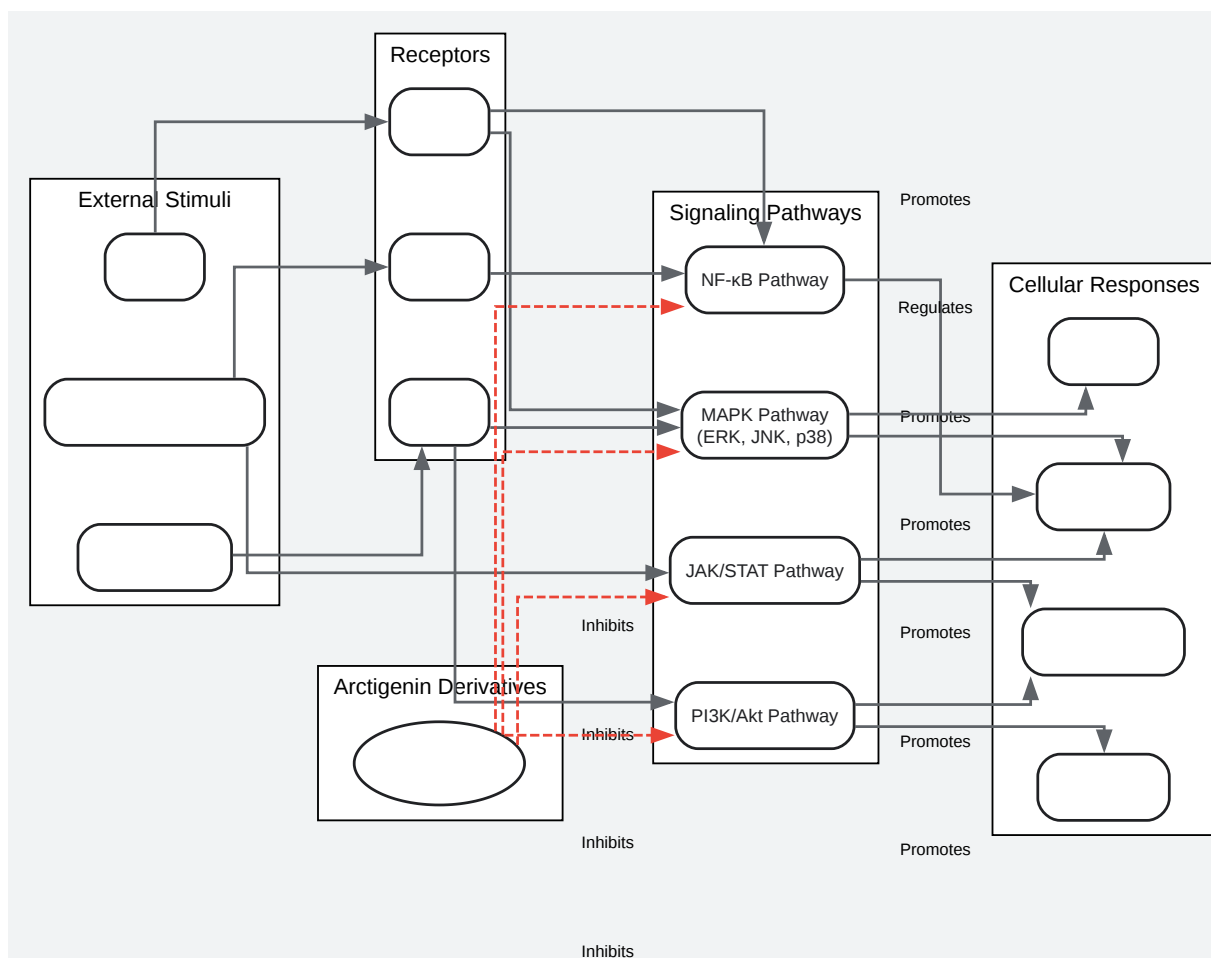 Receptors
External Stimuli
Signaling Pathways
Promotes
NF-κB Pathway
Cellular Responses
Regulates
MAPK Pathway
(ERK, JNK, p38)
Promotes
Promotes
JAK/STAT Pathway
Inhibits
Promotes
Arctigenin Derivatives
PI3K/Akt Pathway
Inhibits
Promotes
Inhibits
Promotes
Inhibits